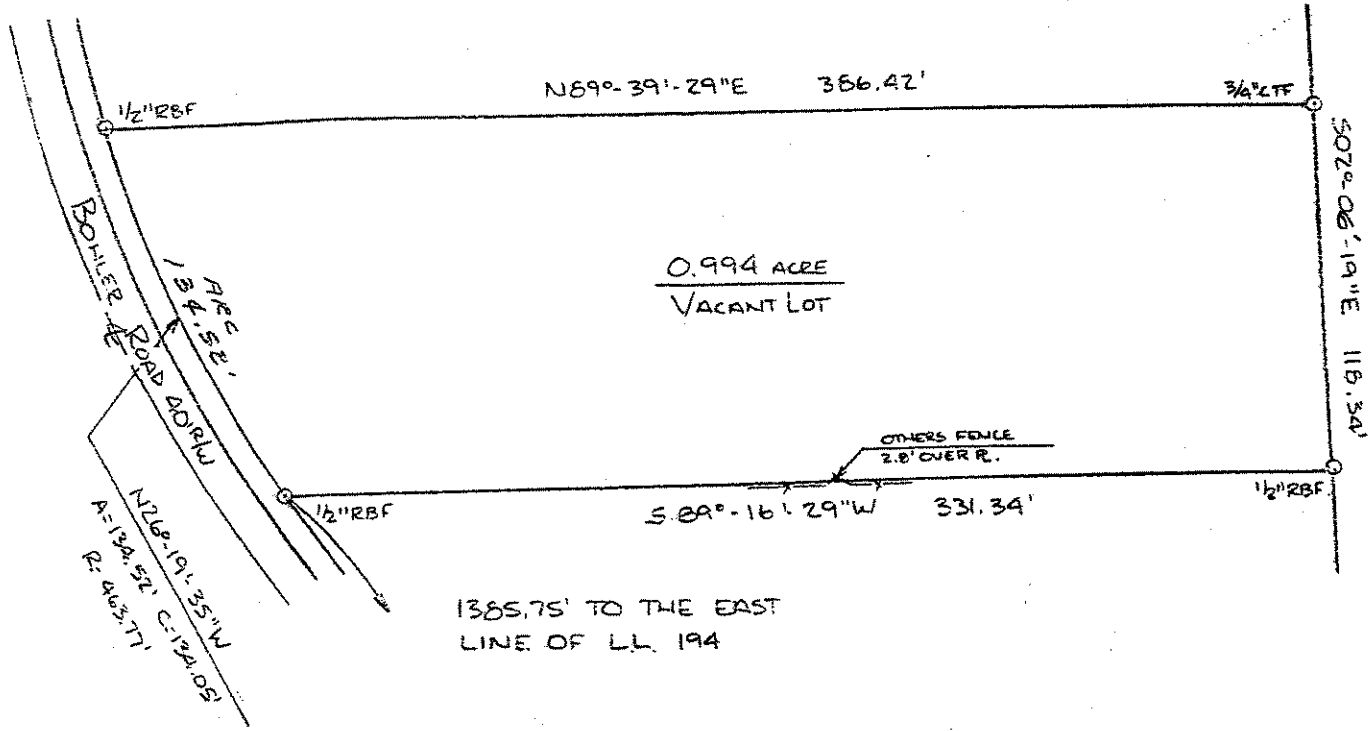 N89°-39'-29"E 386.42'
1/2"RBF
3/4"CTF
S02°-06'-19"E 118.34'
0.994 ACRE
VACANT LOT
ARC
134.52'
ROAD 40'R/W
OTHERS FENCE
2.8' OVER
1/2"RBF
1/2"RBF
S 89°-16'-29"W 331.34'
N26°-19'-35"W
A=134.52' C=134.05'
R: 463.77'
1385.75' TO THE EAST
LINE OF L.L. 194